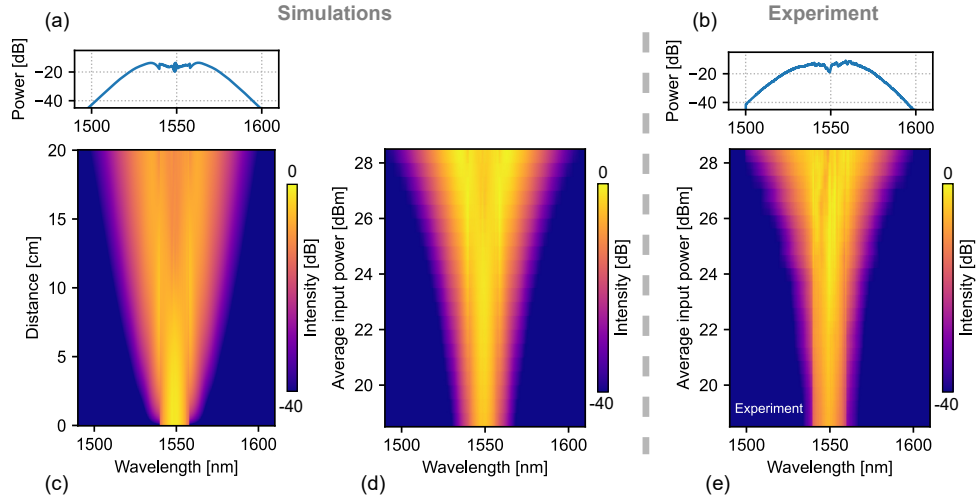 Simulations
Experiment
(a)
(b)
Power [dB]
−20
−40
1500 1550 1600
Power [dB]
−20
−40
1500 1550 1600
20
15
10
5
0
Distance [cm]
1500 1550 1600
Wavelength [nm]
0
-40
Intensity [dB]
(c)
28
26
24
22
20
Average input power [dBm]
1500 1550 1600
Wavelength [nm]
0
-40
Intensity [dB]
(d)
28
26
24
22
20
Average input power [dBm]
Experiment
1500 1550 1600
Wavelength [nm]
0
-40
Intensity [dB]
(e)